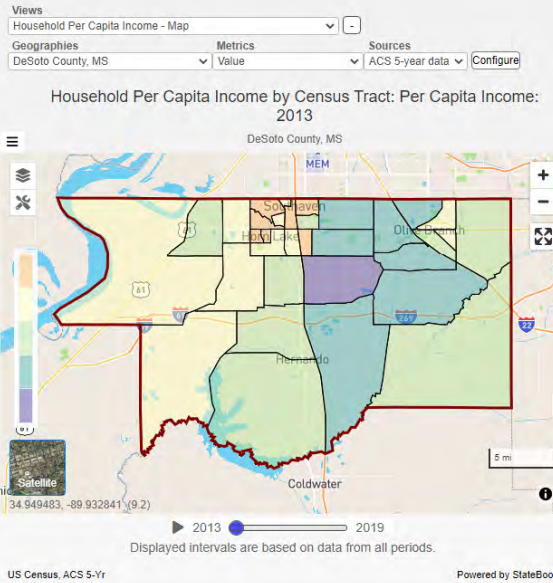 Views
Household Per Capita Income - Map
-
Geographies Metrics Sources
DeSoto County, MS Value ACS 5-year data Configure
Household Per Capita Income by Census Tract: Per Capita Income:
2013
DeSoto County, MS
MEM
+
Southaven
−
61
Olive Branch
Horn Lake
61
269
22
Hernando
61
5 mi
Satellite
Coldwater
34.949483, -89.932841 (9.2)
2013 2019
Displayed intervals are based on data from all periods.
US Census, ACS 5-Yr Powered by StateBoo